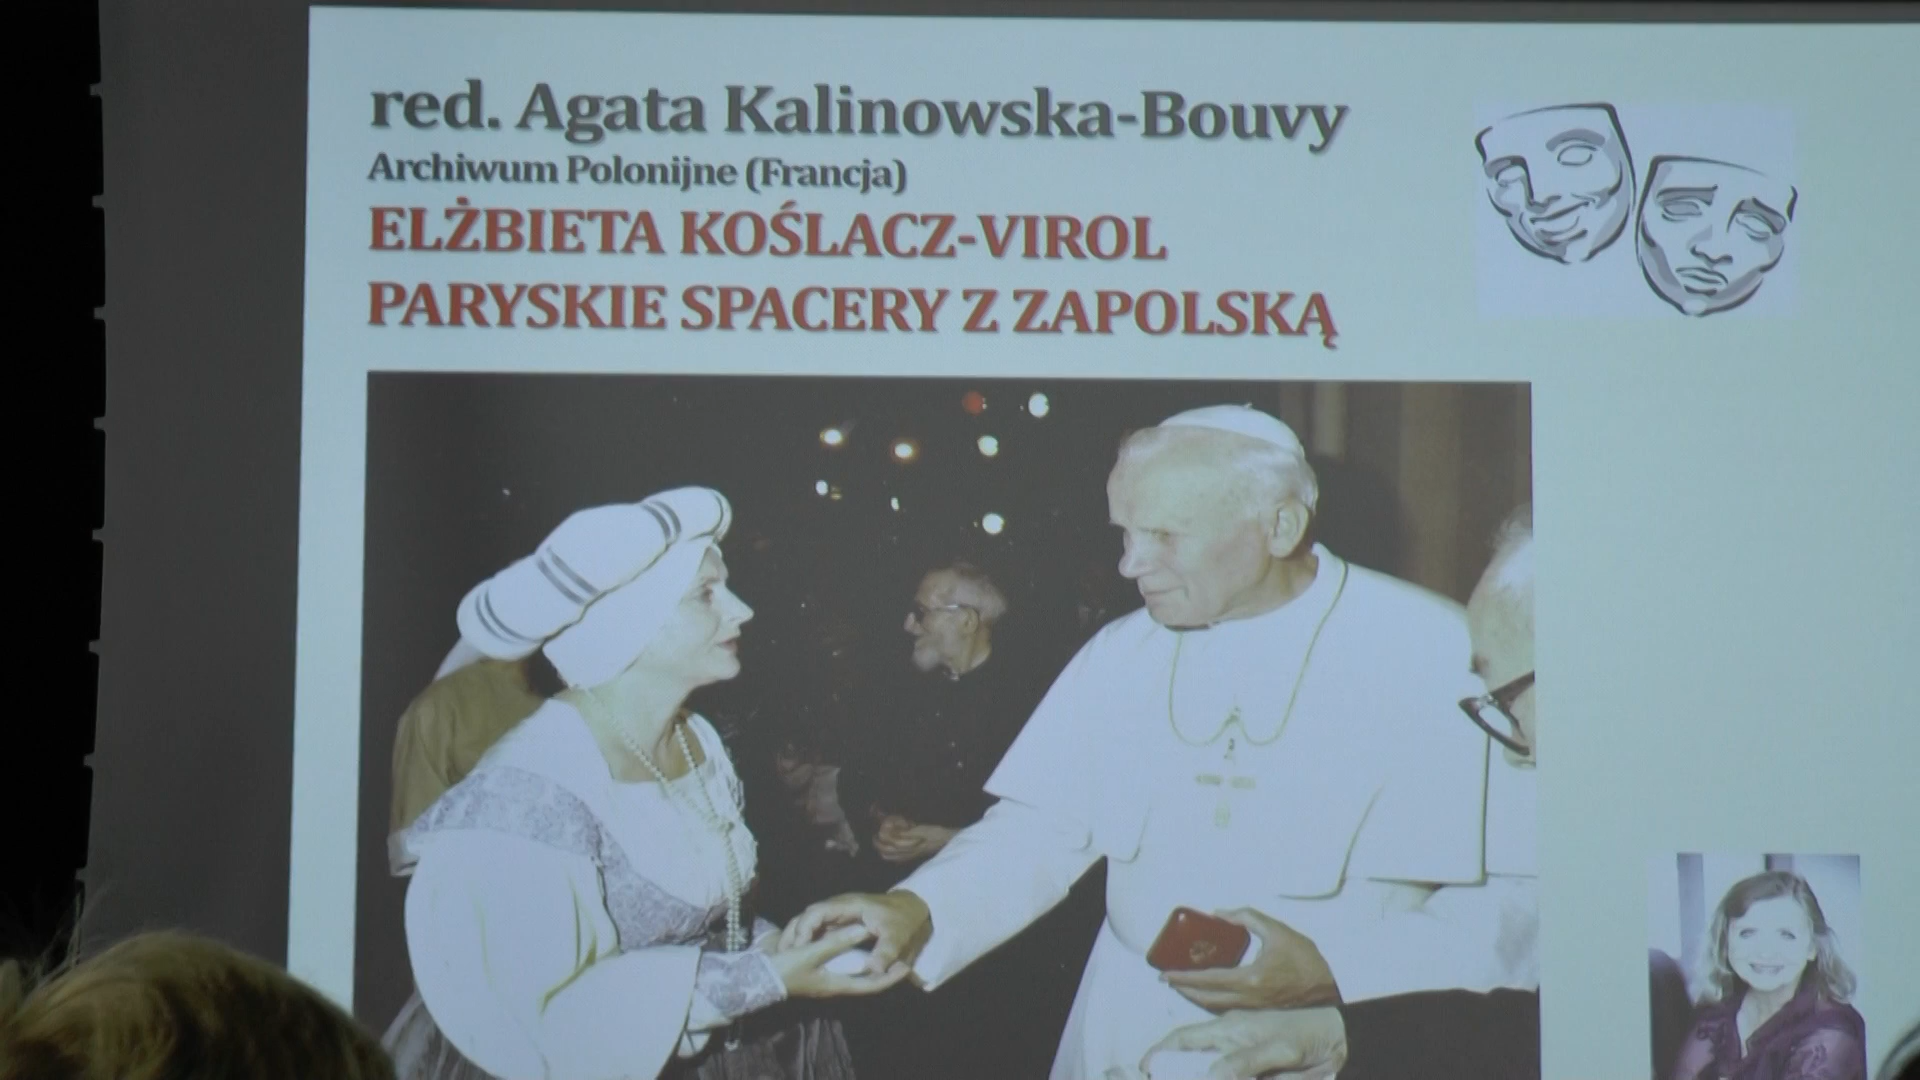 red. Agata Kalinowska-Bouvy
Archiwum Polonijne (Francja)
ELŻBIETA KOŚLACZ-VIROL
PARYSKIE SPACERY Z ZAPOLSKĄ